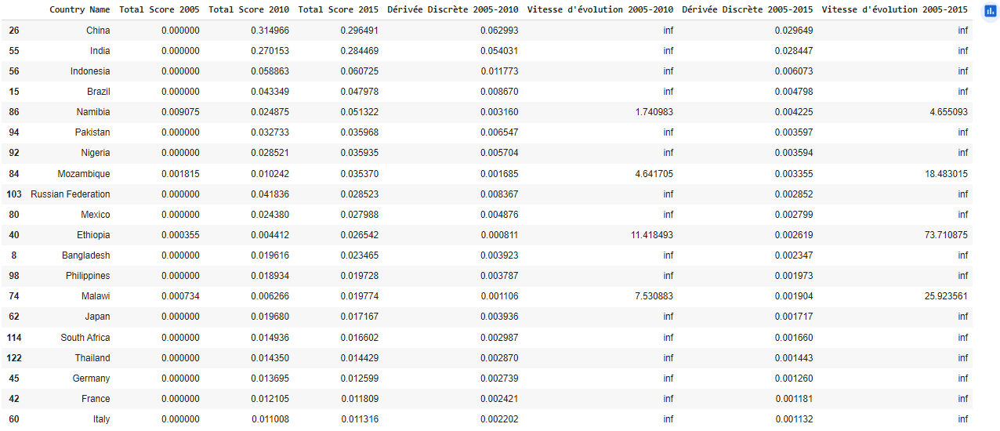 Country Name Total Score 2005 Total Score 2010 Total Score 2015 Dérivée Discrète 2005-2010 Vitesse d'évolution 2005-2010 Dérivée Discrète 2005-2015 Vitesse d'évolution 2005-2015
26 China 0.000000 0.314966 0.296491 0.062993 inf 0.029649 inf
55 India 0.000000 0.270153 0.284469 0.054031 inf 0.028447 inf
56 Indonesia 0.000000 0.058863 0.060725 0.011773 inf 0.006073 inf
15 Brazil 0.000000 0.043349 0.047978 0.008670 inf 0.004798 inf
86 Namibia 0.009075 0.024875 0.051322 0.003160 1.740983 0.004225 4.655093
94 Pakistan 0.000000 0.032733 0.035968 0.006547 inf 0.003597 inf
92 Nigeria 0.000000 0.028521 0.035935 0.005704 inf 0.003594 inf
84 Mozambique 0.001815 0.010242 0.035370 0.001685 4.641705 0.003355 18.483015
103 Russian Federation 0.000000 0.041836 0.028523 0.008367 inf 0.002852 inf
80 Mexico 0.000000 0.024380 0.027988 0.004876 inf 0.002799 inf
40 Ethiopia 0.000355 0.004412 0.026542 0.000811 11.418493 0.002619 73.710875
8 Bangladesh 0.000000 0.019616 0.023465 0.003923 inf 0.002347 inf
98 Philippines 0.000000 0.018934 0.019728 0.003787 inf 0.001973 inf
74 Malawi 0.000734 0.006266 0.019774 0.001106 7.530883 0.001904 25.923561
62 Japan 0.000000 0.019680 0.017167 0.003936 inf 0.001717 inf
114 South Africa 0.000000 0.014936 0.016602 0.002987 inf 0.001660 inf
122 Thailand 0.000000 0.014350 0.014429 0.002870 inf 0.001443 inf
45 Germany 0.000000 0.013695 0.012599 0.002739 inf 0.001260 inf
42 France 0.000000 0.012105 0.011809 0.002421 inf 0.001181 inf
60 Italy 0.000000 0.011008 0.011316 0.002202 inf 0.001132 inf